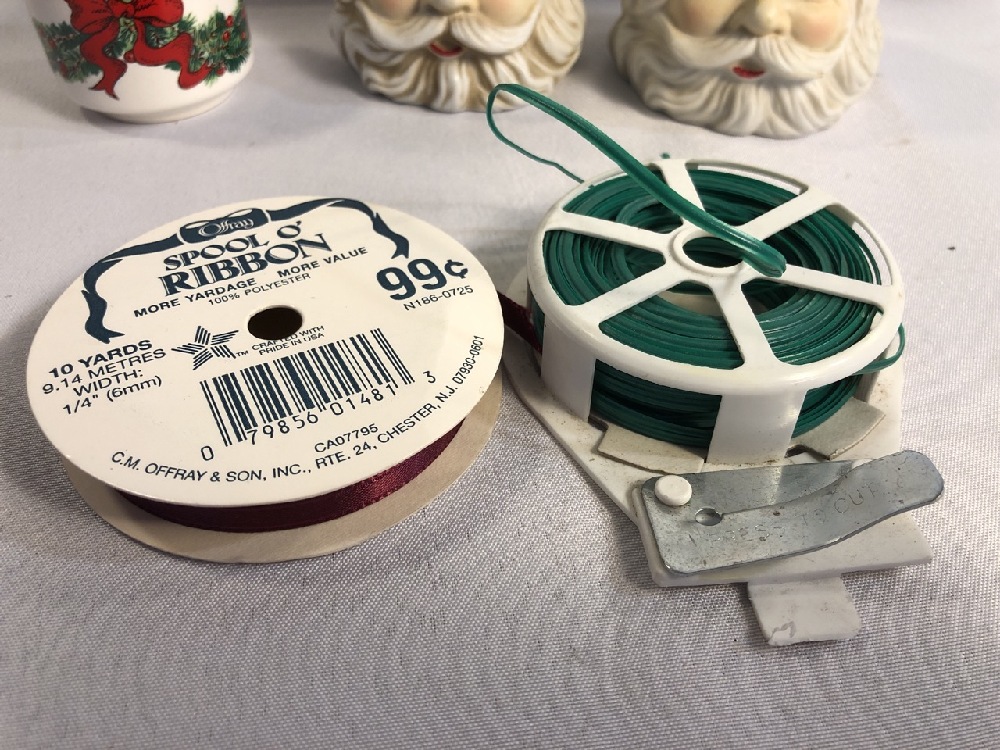 Offray
SPOOL O'
RIBBON
MORE YARDAGE MORE VALUE
100% POLYESTER
99¢
N186-0725
10 YARDS
9.14 METRES
WIDTH:
1/4" (6mm)
TM CRAFTED WITH
PRIDE IN USA
0 79856 01481 3
CA07795
C.M. OFFRAY & SON, INC., RTE. 24, CHESTER, N.J. 07930-0601
CUT